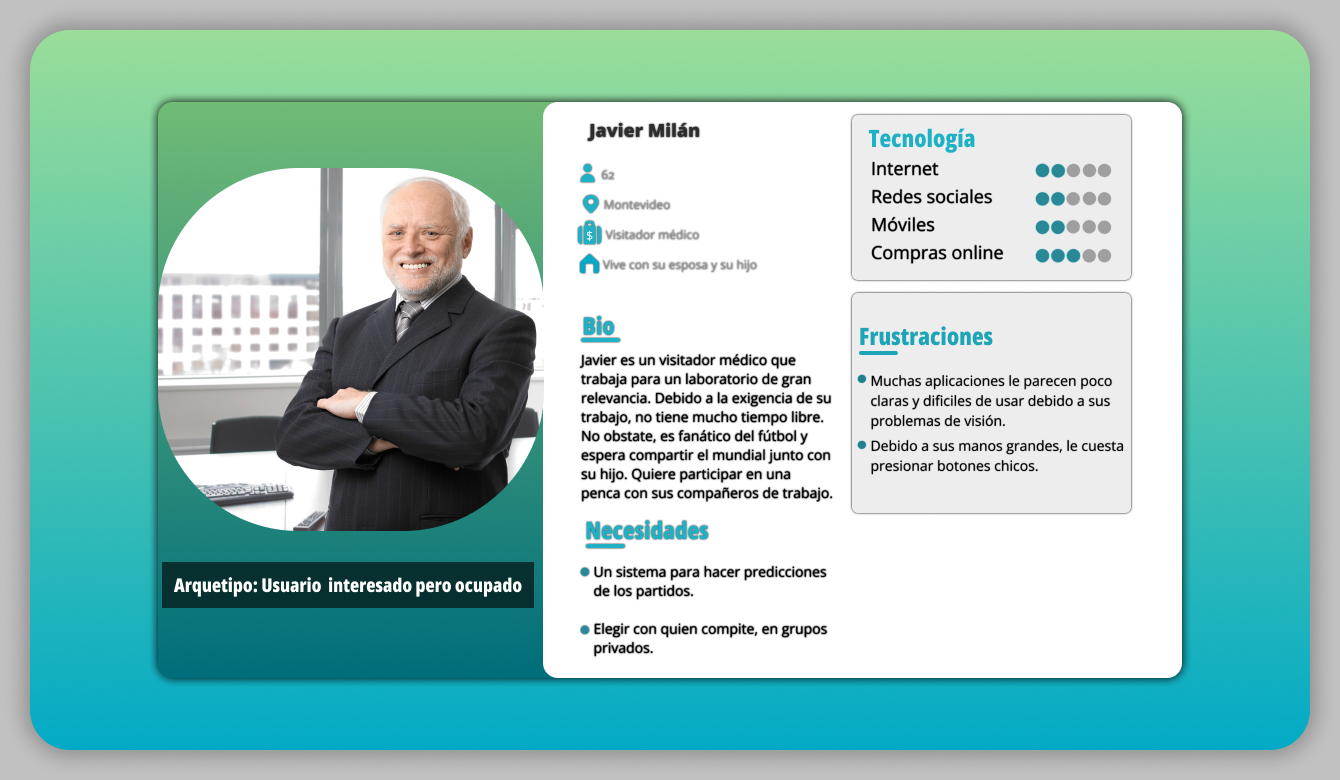 Javier Milán
62
Montevideo
$
Visitador médico
Vive con su esposa y su hijo
Bio
Javier es un visitador médico que
trabaja para un laboratorio de gran
relevancia. Debido a la exigencia de su
trabajo, no tiene mucho tiempo libre.
No obstate, es fanático del fútbol y
espera compartir el mundial junto con
su hijo. Quiere participar en una
penca con sus compañeros de trabajo.
Necesidades
Un sistema para hacer predicciones
de los partidos.
Elegir con quien compite, en grupos
privados.
Tecnología
Internet
Redes sociales
Móviles
Compras online
Frustraciones
Muchas aplicaciones le parecen poco
claras y dificiles de usar debido a sus
problemas de visión.
Debido a sus manos grandes, le cuesta
presionar botones chicos.
Arquetipo: Usuario interesado pero ocupado